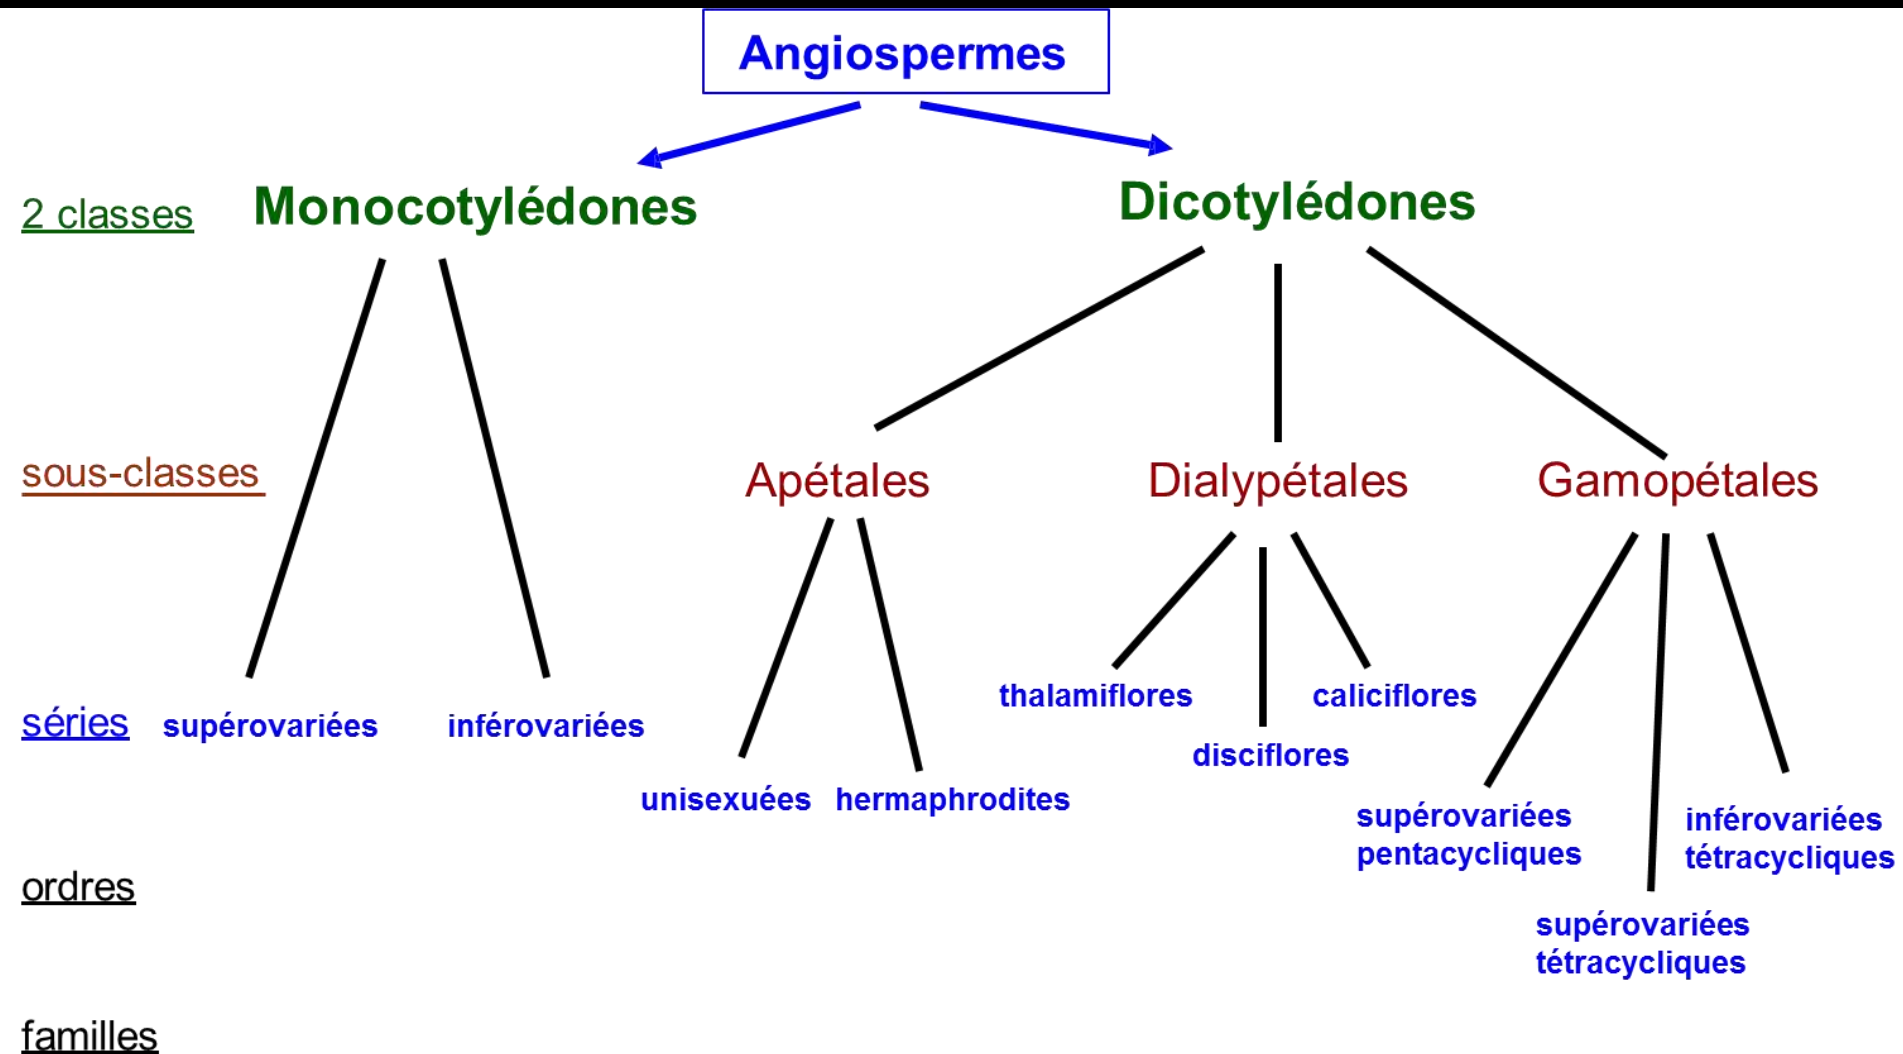 Angiospermes
2 classes
Monocotylédones
Dicotylédones
sous-classes
Apétales
Dialypétales
Gamopétales
séries
supérovariées
inférovariées
unisexuées
hermaphrodites
thalamiflores
disciflores
caliciflores
supérovariées
pentacycliques
supérovariées
tétracycliques
inférovariées
tétracycliques
ordres
familles